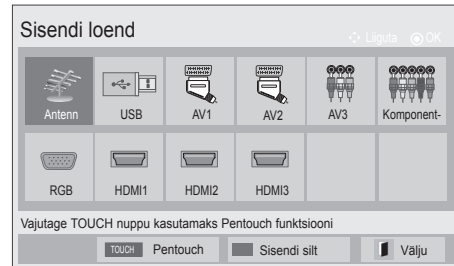 Sisendi loend
Liiguta OK
Antenn USB AV1 AV2 AV3 Komponent-
RGB HDMI1 HDMI2 HDMI3
Vajutage TOUCH nuppu kasutamaks Pentouch funktsiooni
TOUCH Pentouch Sisendi silt Välju